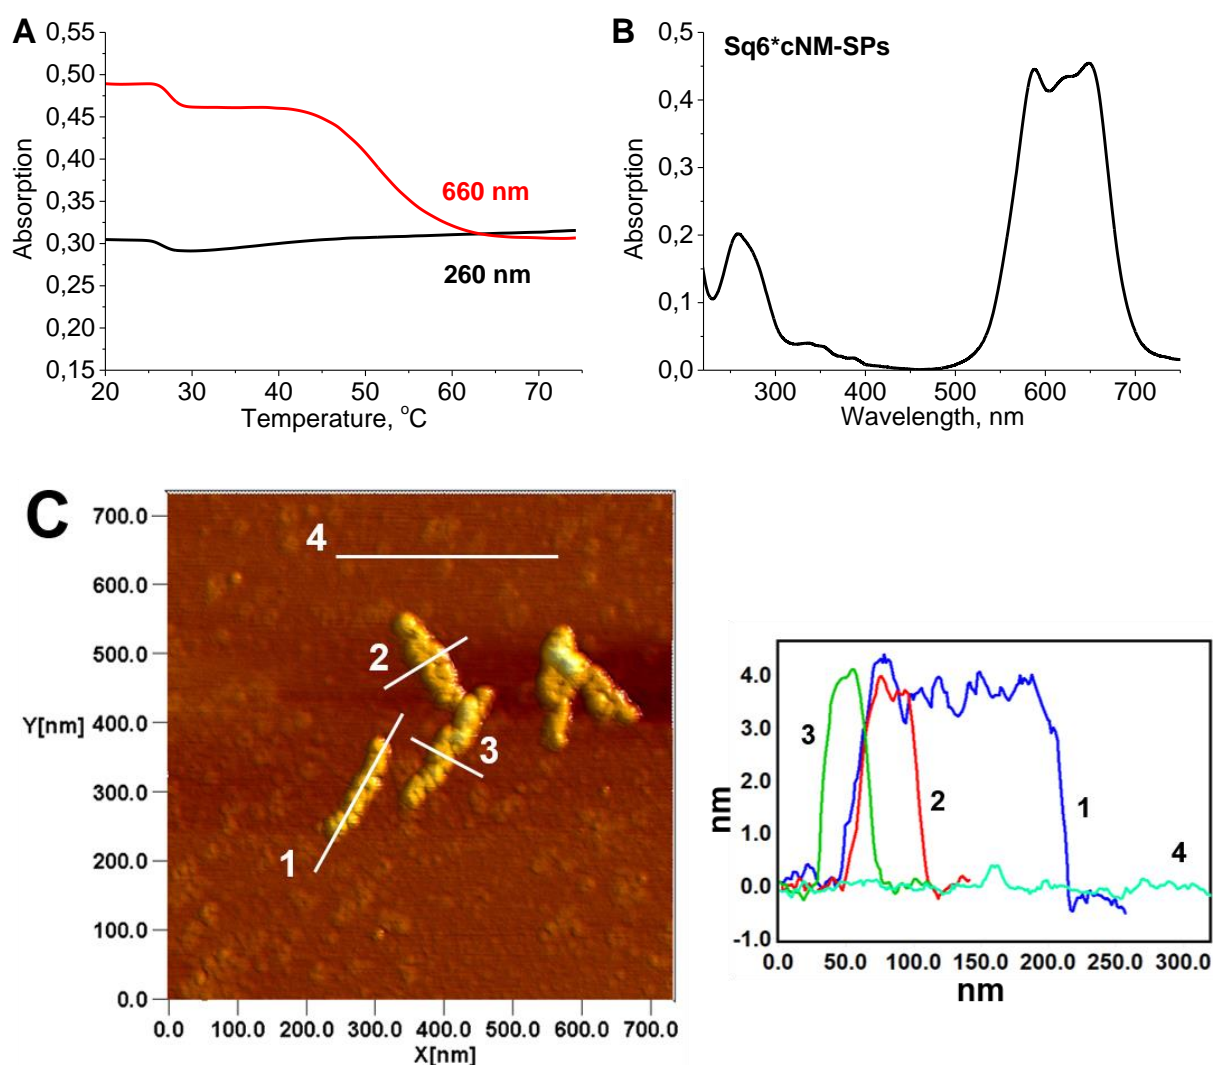 A
0,55
0,50
0,45
0,40
0,35
0,30
0,25
0,20
0,15
Absorption
660 nm
260 nm
20 30 40 50 60 70
Temperature, °C
B
Sq6*cNM-SPs
0,5
0,4
0,3
0,2
0,1
0,0
Absorption
300 400 500 600 700
Wavelength, nm
C
700.0
600.0
500.0
400.0
300.0
200.0
100.0
0.0
Y[nm]
4
2
3
1
0.0 100.0 200.0 300.0 400.0 500.0 600.0 700.0
X[nm]
4.0
3.0
2.0
1.0
0.0
-1.0
nm
3
2
1
4
0.0 50.0 100.0 150.0 200.0 250.0 300.0
nm